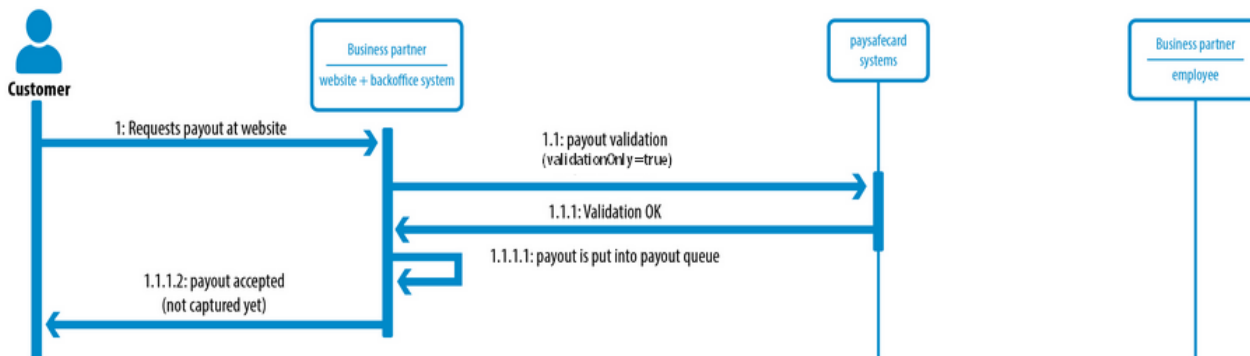 Customer
Business partner
website + backoffice system
paysafecard
systems
Business partner
employee
1: Requests payout at website
1.1: payout validation
(validationOnly=true)
1.1.1: Validation OK
1.1.1.1: payout is put into payout queue
1.1.1.2: payout accepted
(not captured yet)